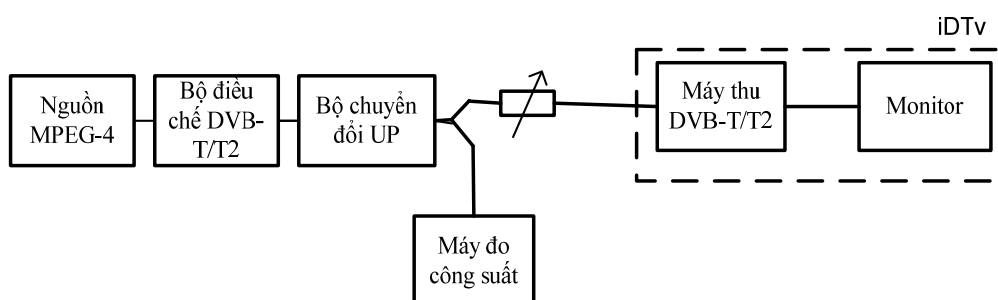 iDTv
Nguồn
MPEG-4
Bộ điều
chế DVB-
T/T2
Bộ chuyển
đổi UP
Máy thu
DVB-T/T2
Monitor
Máy đo
công suất